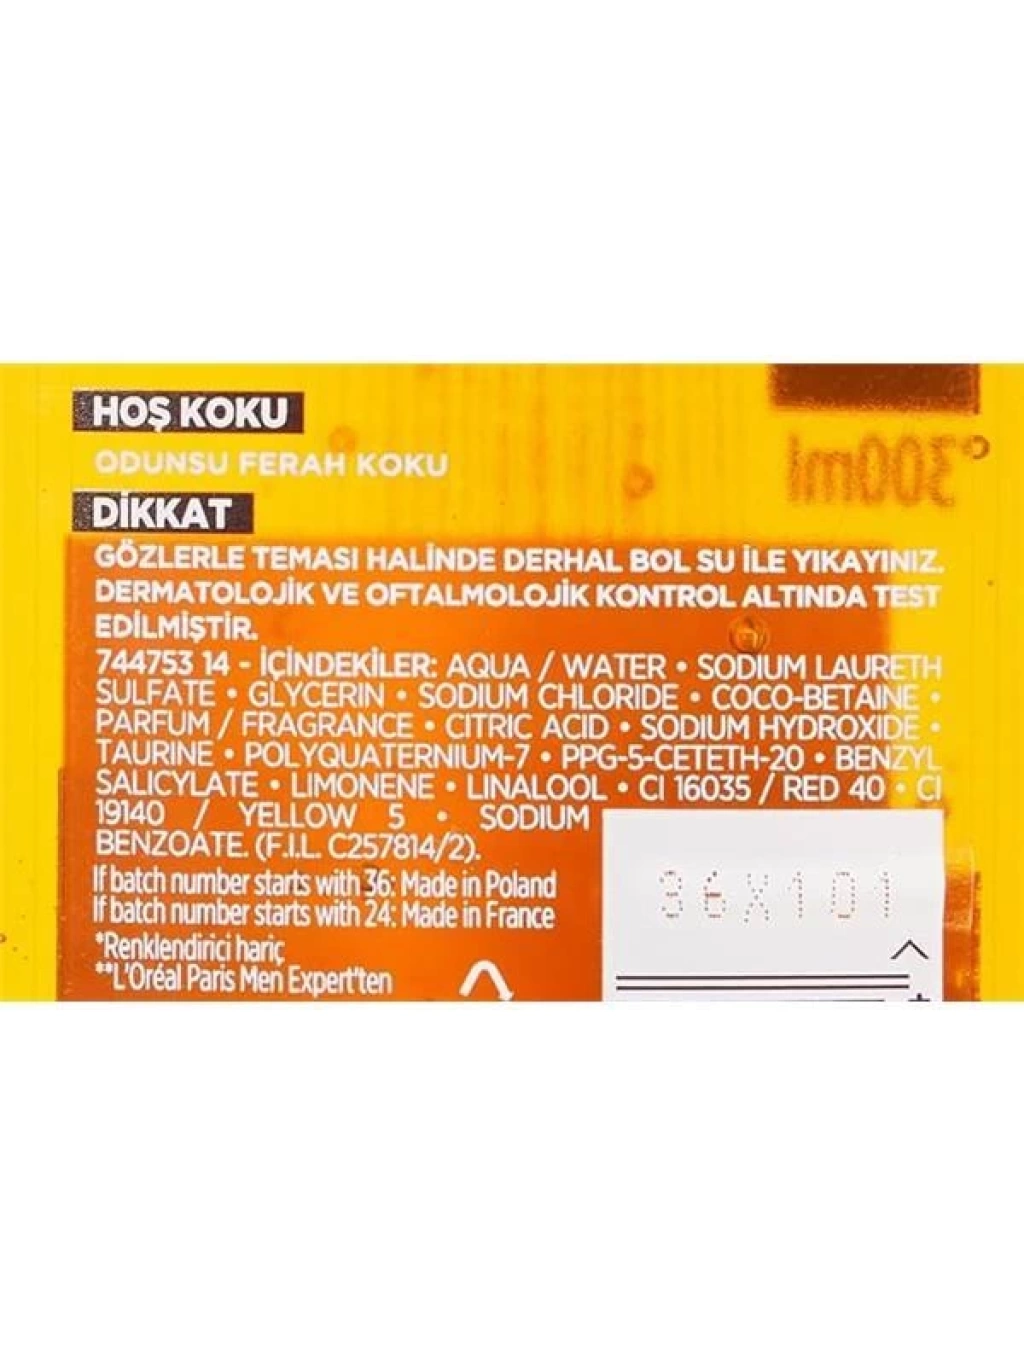 HOŞ KOKU
ODUNSU FERAH KOKU
300ml
DİKKAT
GÖZLERLE TEMASI HALİNDE DERHAL BOL SU İLE YIKAYINIZ.
DERMATOLOJİK VE OFTALMOLOJİK KONTROL ALTINDA TEST
EDİLMİŞTİR.
744753 14 - İÇİNDEKİLER: AQUA / WATER • SODIUM LAURETH
SULFATE • GLYCERIN • SODIUM CHLORIDE • COCO-BETAINE •
PARFUM / FRAGRANCE • CITRIC ACID • SODIUM HYDROXIDE •
TAURINE • POLYQUATERNIUM-7 • PPG-5-CETETH-20 • BENZYL
SALICYLATE • LIMONENE • LINALOOL • CI 16035 / RED 40 • CI
19140 / YELLOW 5 • SODIUM
BENZOATE. (F.I.L. C257814/2).
If batch number starts with 36: Made in Poland
If batch number starts with 24: Made in France
*Renklendirici hariç
**L'Oréal Paris Men Expert'ten
36X101